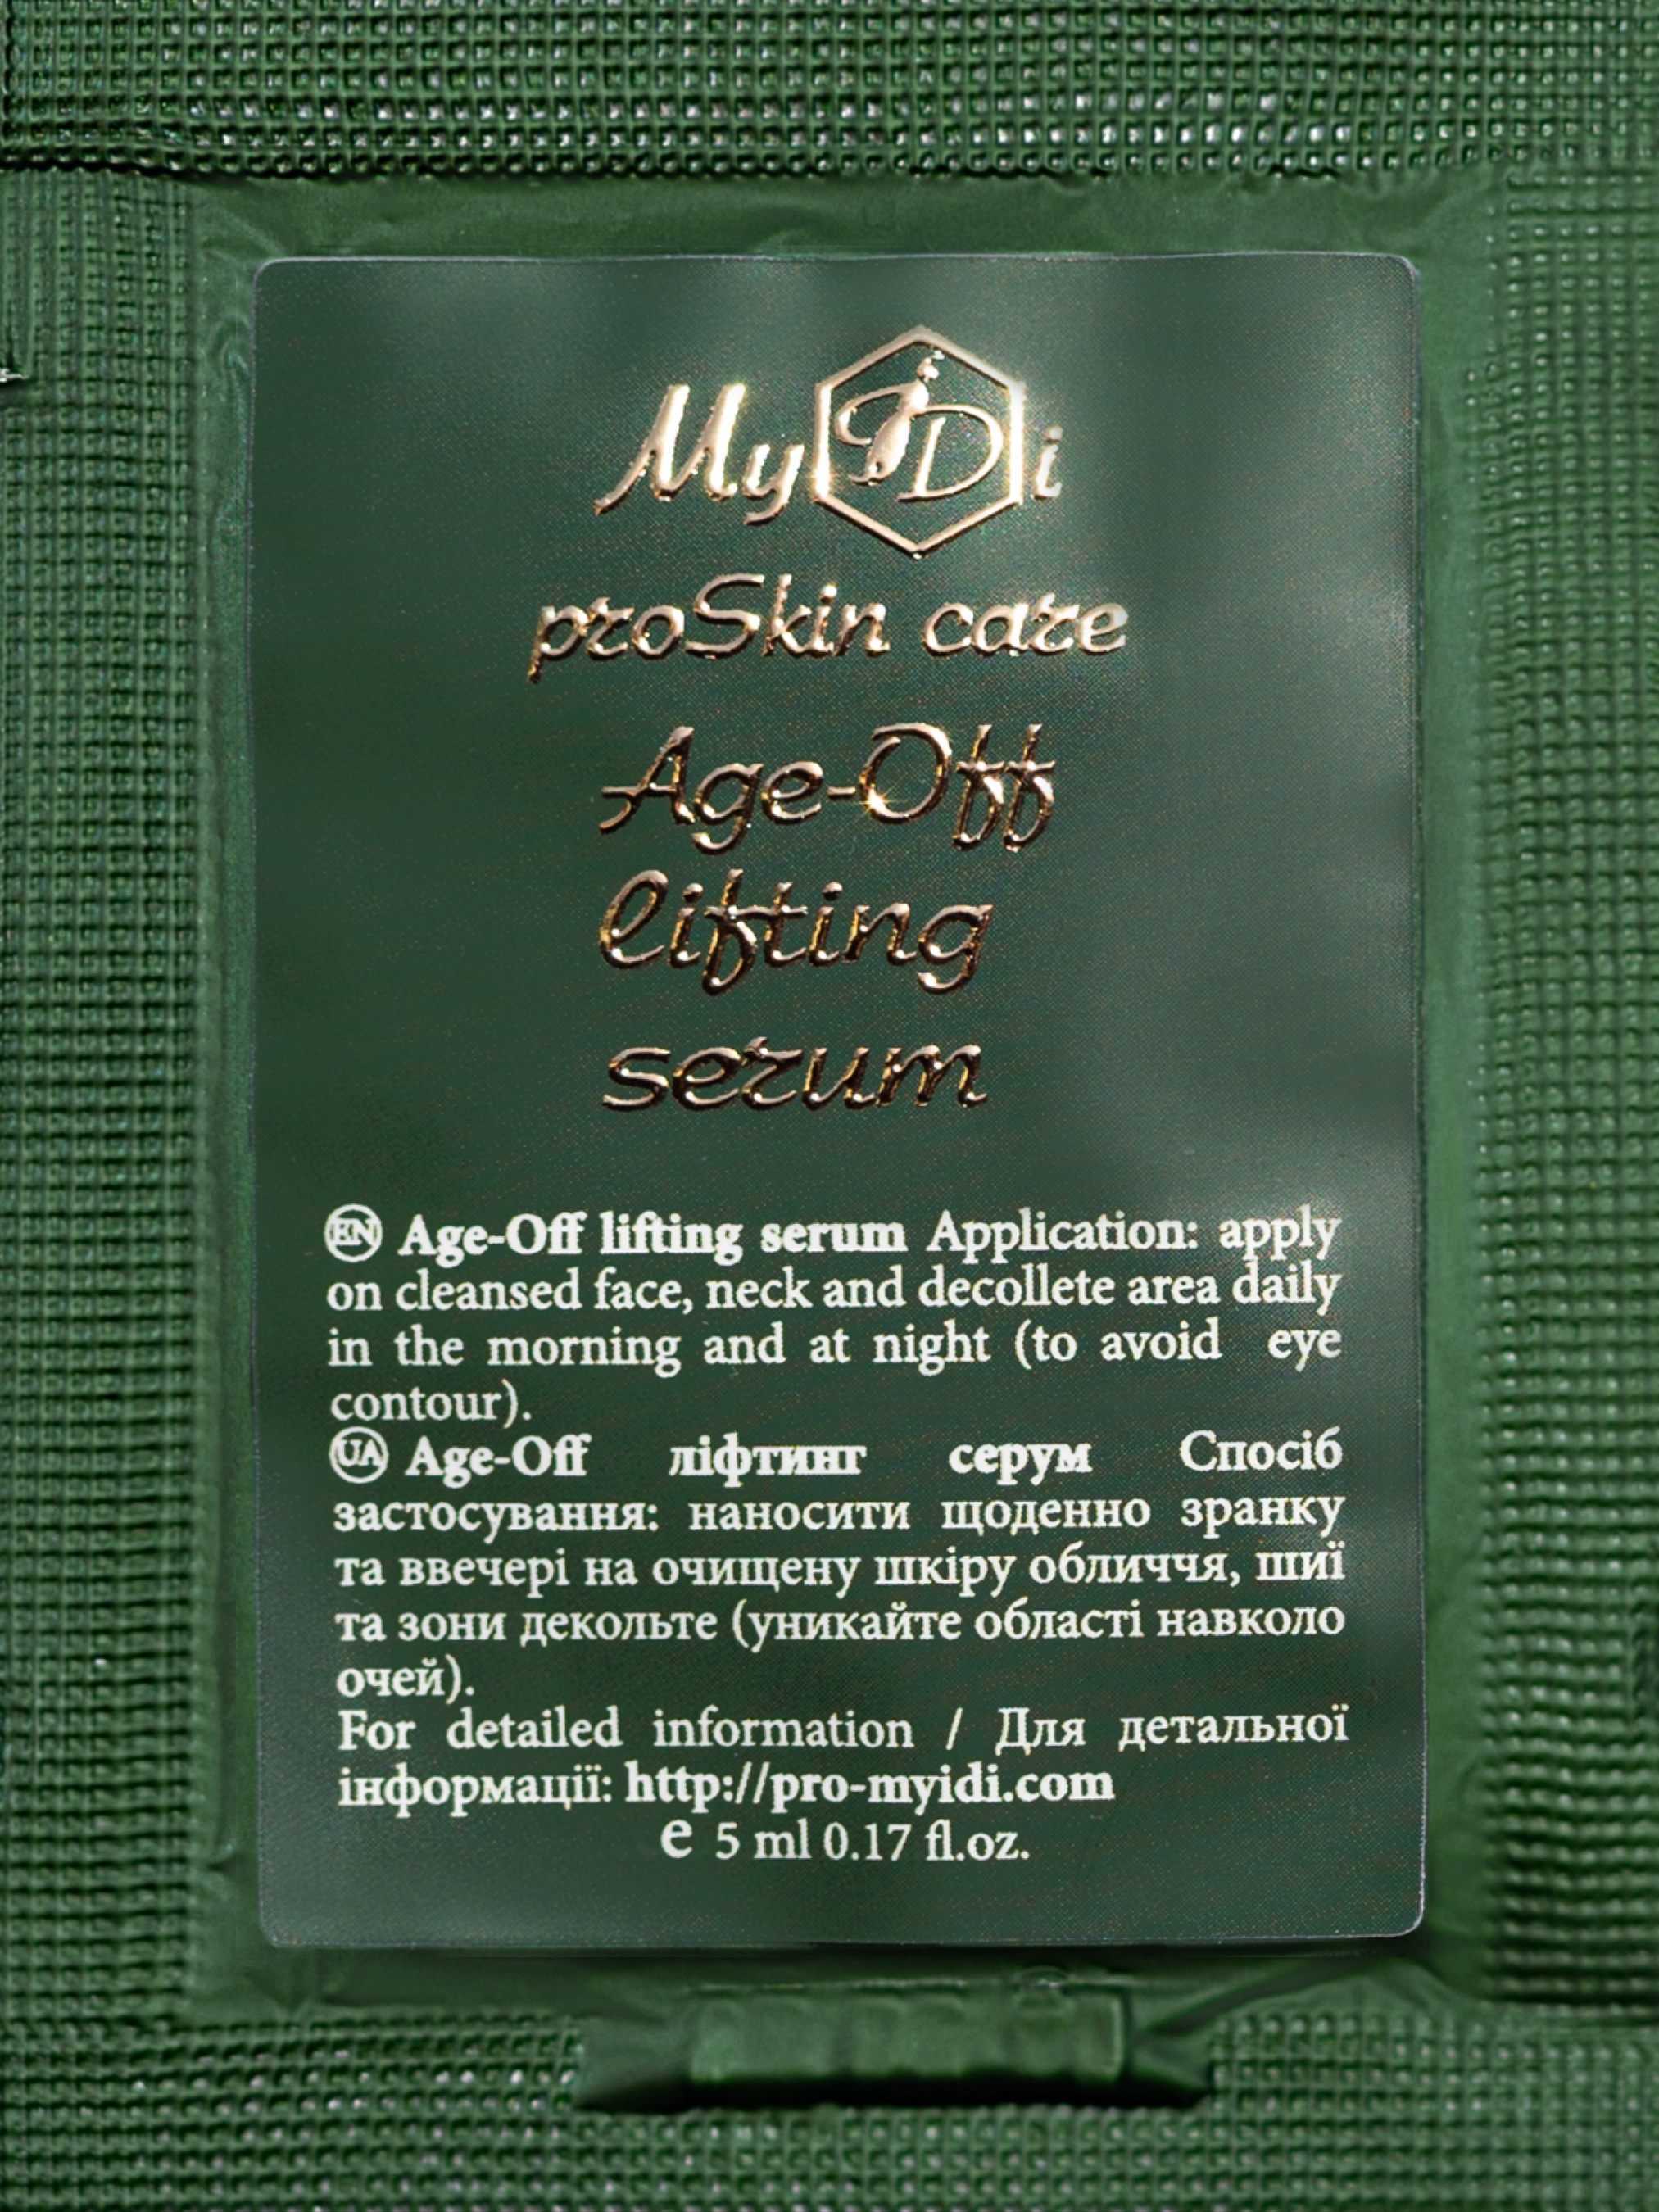 MyiDi
proSkin care
Age-Off
lifting
serum
EN Age-Off lifting serum Application: apply
on cleansed face, neck and decollete area daily
in the morning and at night (to avoid eye
contour).
UA Age-Off ліфтинг серум Спосіб
застосування: наносити щоденно зранку
та ввечері на очищену шкіру обличчя, шиї
та зони декольте (уникайте області навколо
очей).
For detailed information / Для детальної
інформації: http://pro-myidi.com
e 5 ml 0.17 fl.oz.